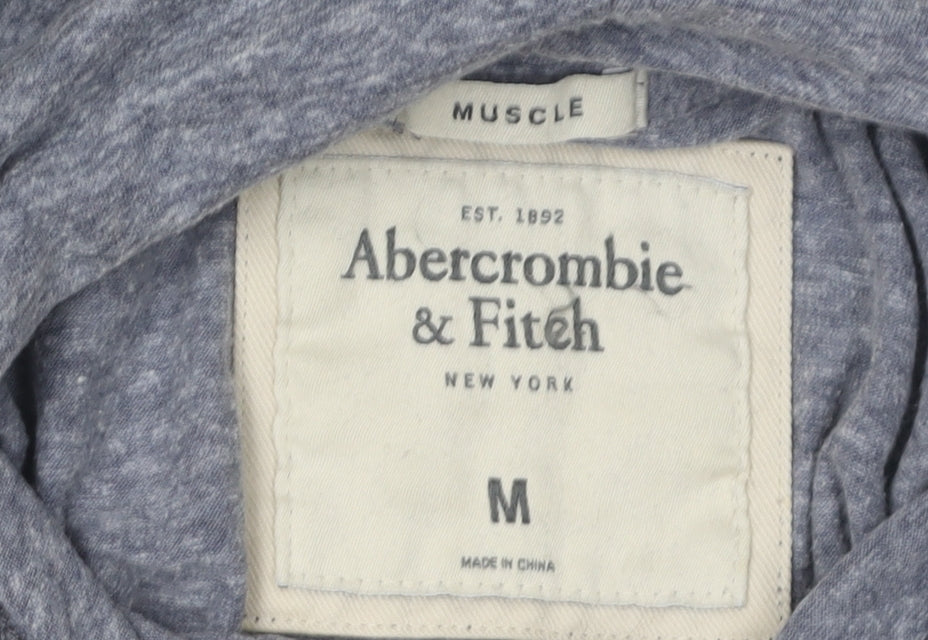 MUSCLE
EST. 1892
Abercrombie
& Fitch
NEW YORK
M
MADE IN CHINA